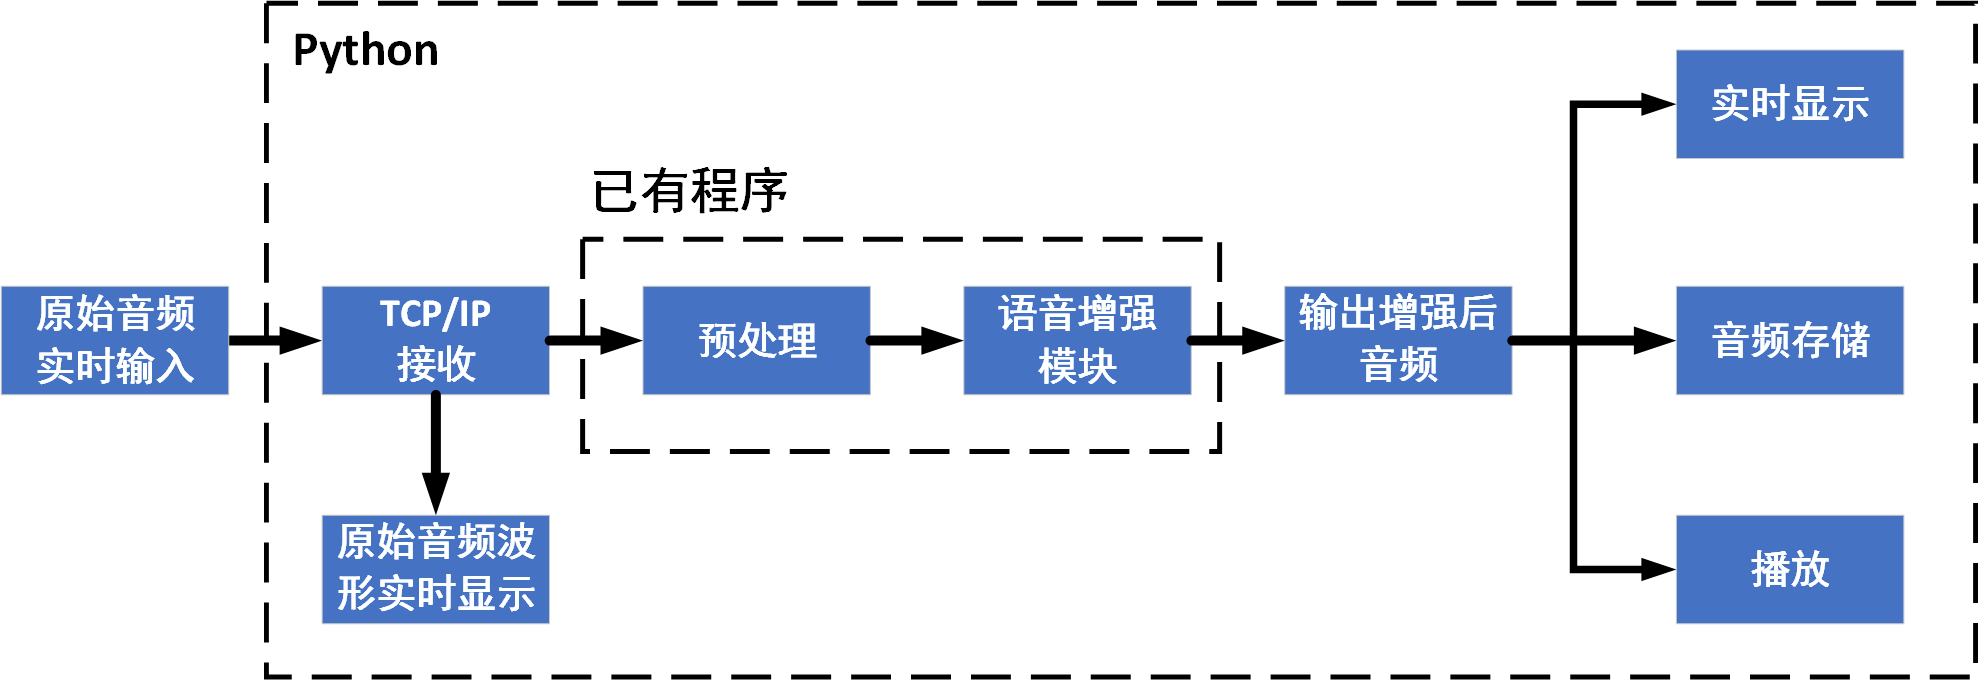 Python
已有程序
原始音频
实时输入
TCP/IP
接收
原始音频波
形实时显示
预处理
语音增强
模块
输出增强后
音频
实时显示
音频存储
播放